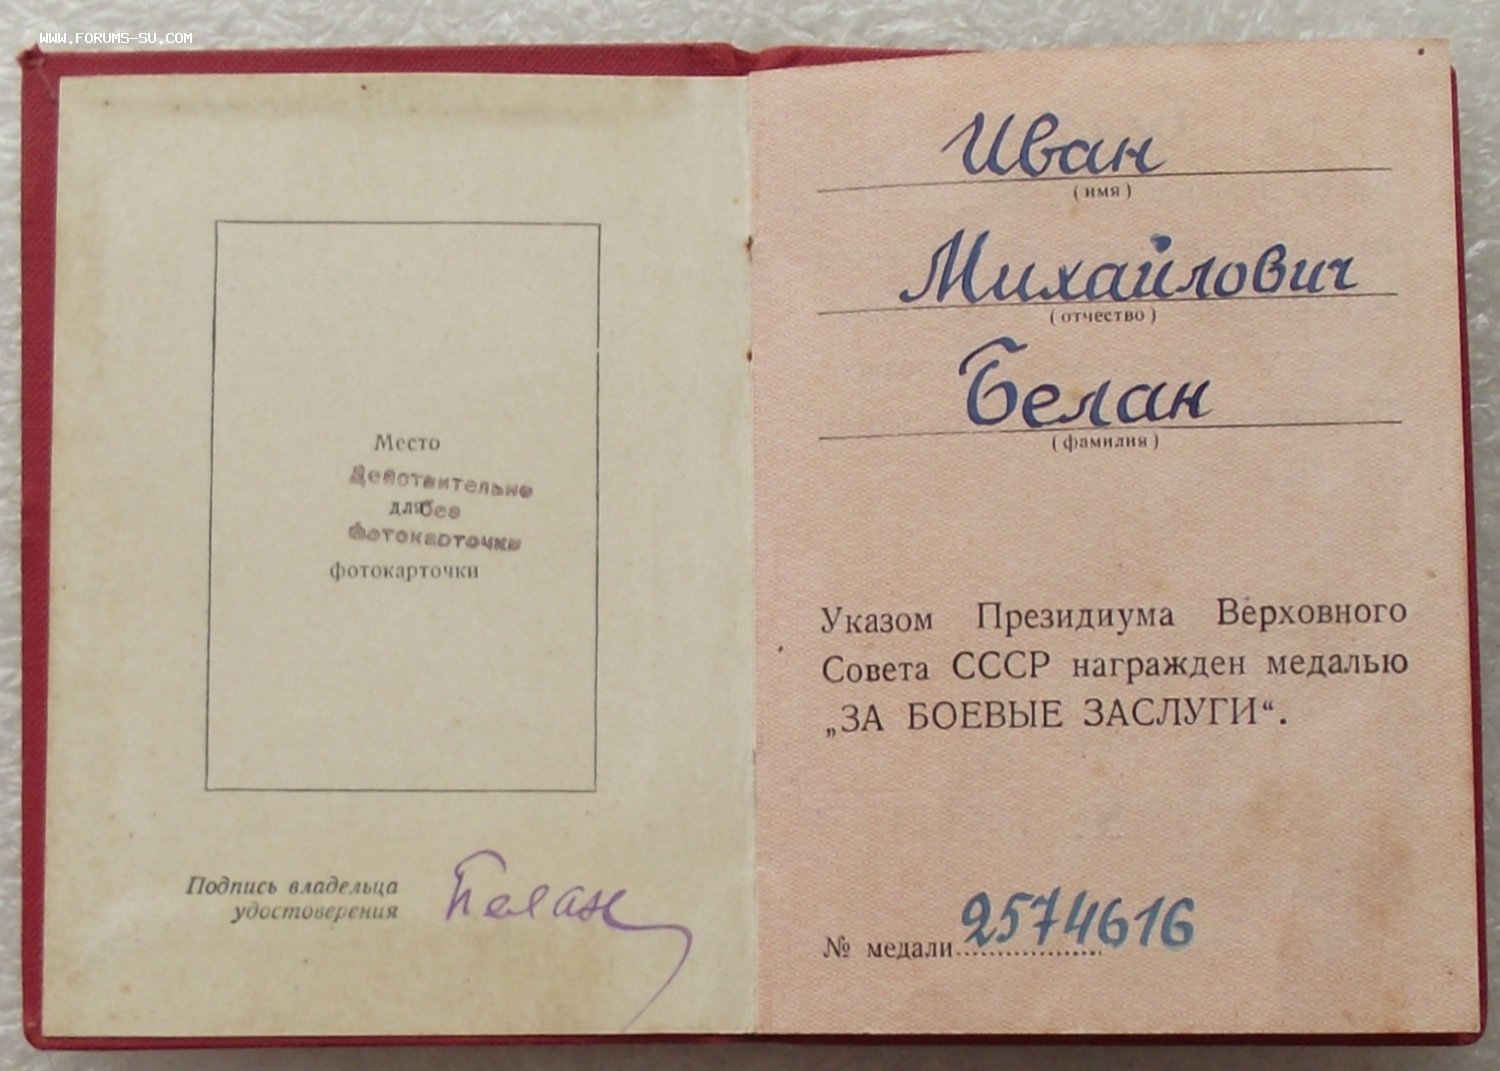 WWW.FORUMS-SU.COM
Место
Действительно
для без
фотокарточки
фотокарточки
Подпись владельца
удостоверения
Белан
Иван
(имя)
Михайлович
(отчество)
Белан
(фамилия)
Указом Президиума Верховного
Совета СССР награжден медалью
„ЗА БОЕВЫЕ ЗАСЛУГИ“.
№ медали 2574616